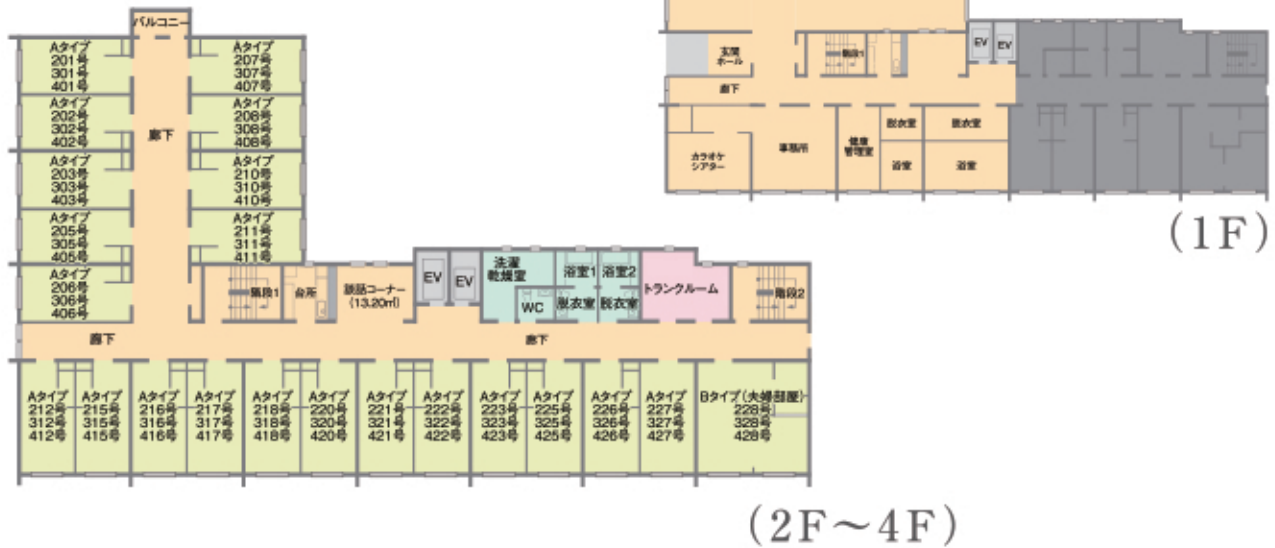 バルコニー
Aタイプ
201号
301号
401号
Aタイプ
207号
307号
407号
Aタイプ
202号
302号
402号
廊下
Aタイプ
208号
308号
408号
Aタイプ
203号
303号
403号
Aタイプ
210号
310号
410号
Aタイプ
205号
305号
405号
Aタイプ
211号
311号
411号
Aタイプ
206号
306号
406号
階段1
台所
談話コーナー
(13.20㎡)
EV
EV
洗濯
乾燥室
WC
浴室1
脱衣室
浴室2
脱衣室
トランクルーム
階段2
廊下
廊下
Aタイプ
212号
312号
412号
Aタイプ
215号
315号
415号
Aタイプ
216号
316号
416号
Aタイプ
217号
317号
417号
Aタイプ
218号
318号
418号
Aタイプ
220号
320号
420号
Aタイプ
221号
321号
421号
Aタイプ
222号
322号
422号
Aタイプ
223号
323号
423号
Aタイプ
225号
325号
425号
Aタイプ
226号
326号
426号
Aタイプ
227号
327号
427号
Bタイプ(夫婦部屋)
228号
328号
428号
(2F～4F)
玄関
ホール
階段1
EV
EV
廊下
カラオケ
シアター
事務所
健康
管理室
脱衣室
浴室
脱衣室
浴室
(1F)